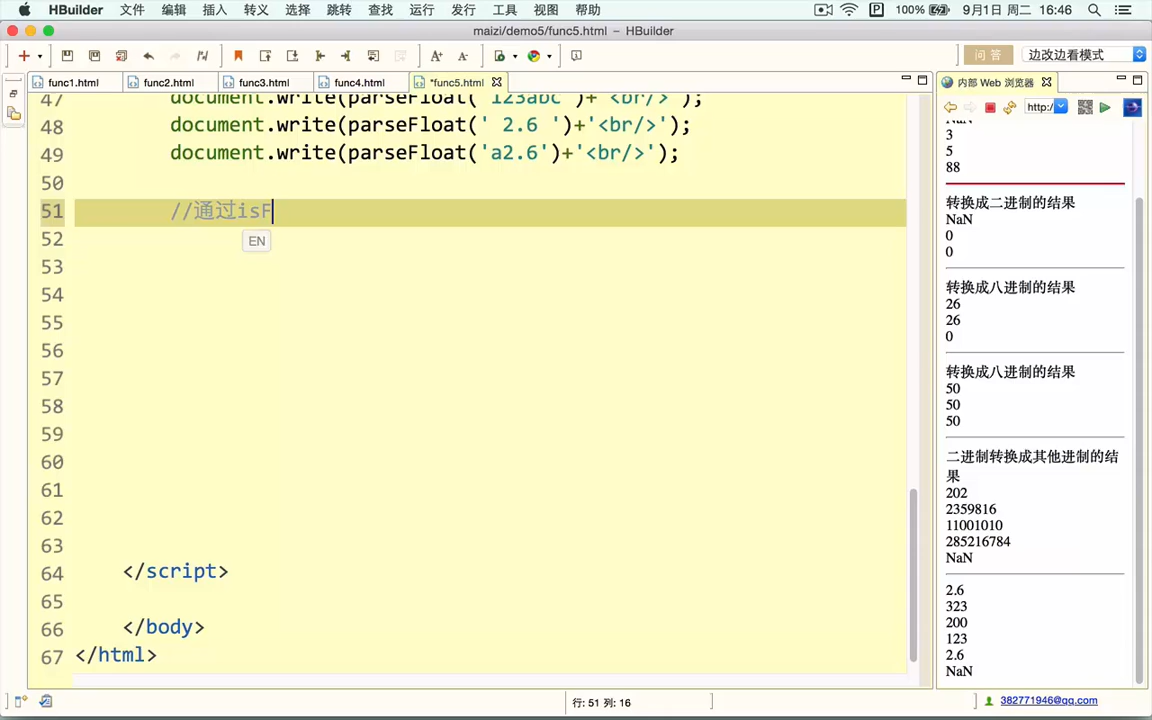 HBuilder 文件 编辑 插入 转义 选择 跳转 查找 运行 发行 工具 视图 帮助 100% 9月1日 周二 16:46
maizi/demo5/func5.html – HBuilder
问 答 边改边看模式
func1.html func2.html func3.html func4.html *func5.html 内部 Web 浏览器
http:/
47 document.write(parseFloat('123abc')+'<br/>');
48 document.write(parseFloat(' 2.6 ')+'<br/>');
49 document.write(parseFloat('a2.6')+'<br/>');
50
51 //通过isF
EN
52
53
54
55
56
57
58
59
60
61
62
63
64 </script>
65
66 </body>
67 </html>
NaN
3
5
88
转换成二进制的结果
NaN
0
0
转换成八进制的结果
26
26
0
转换成八进制的结果
50
50
50
二进制转换成其他进制的结
果
202
2359816
11001010
285216784
NaN
2.6
323
200
123
2.6
NaN
行: 51 列: 16
382771946@qq.com